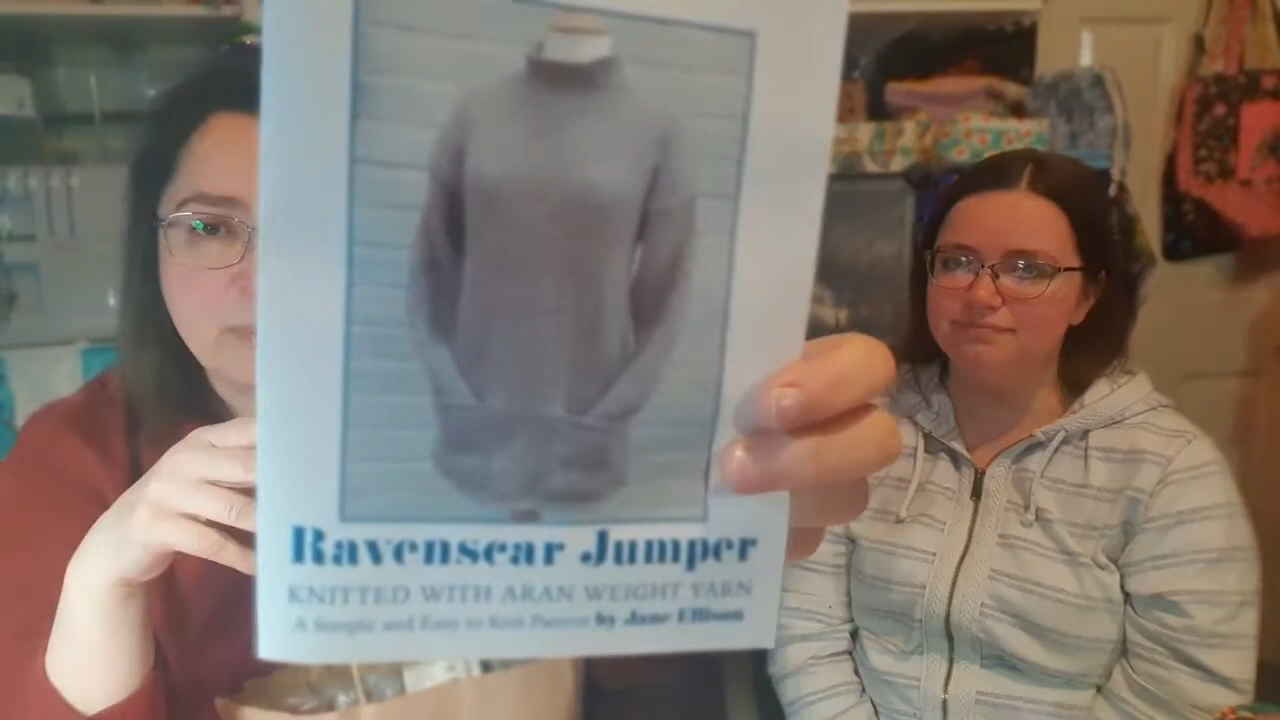 Ravenscar Jumper
KNITTED WITH ARAN WEIGHT YARN
A Simple and Easy to Knit Pattern by Jane Ellison